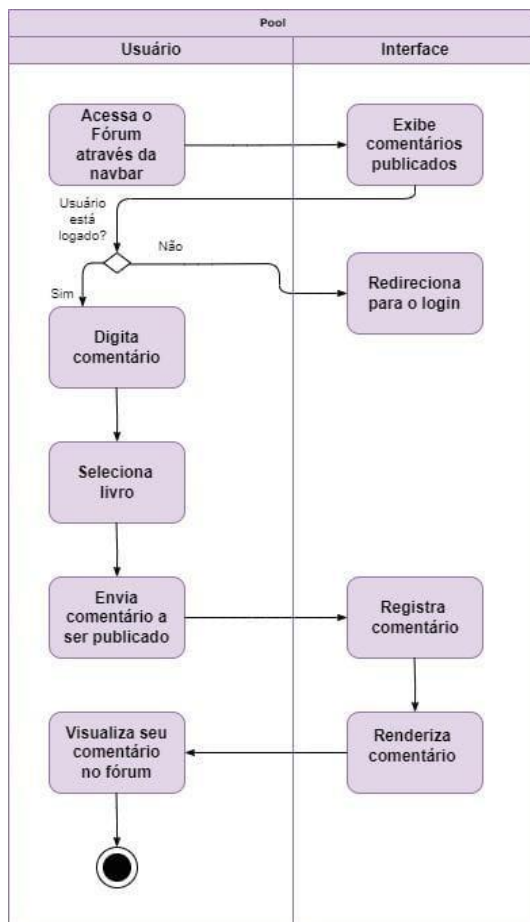 Pool
Usuário
Interface
Acessa o
Fórum
através da
navbar
Exibe
comentários
publicados
Usuário
está
logado?
Não
Sim
Redireciona
para o login
Digita
comentário
Seleciona
livro
Envia
comentário a
ser publicado
Registra
comentário
Visualiza seu
comentário
no fórum
Renderiza
comentário